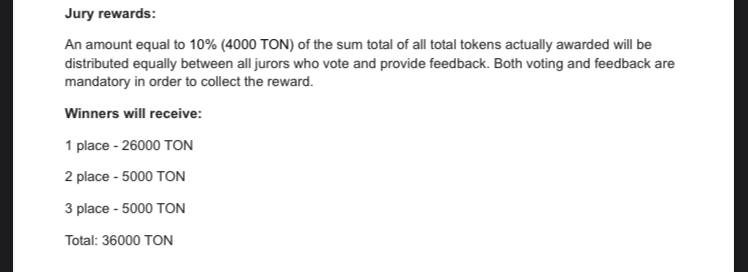 Jury rewards:
An amount equal to 10% (4000 TON) of the sum total of all total tokens actually awarded will be
distributed equally between all jurors who vote and provide feedback. Both voting and feedback are
mandatory in order to collect the reward.
Winners will receive:
1 place - 26000 TON
2 place - 5000 TON
3 place - 5000 TON
Total: 36000 TON